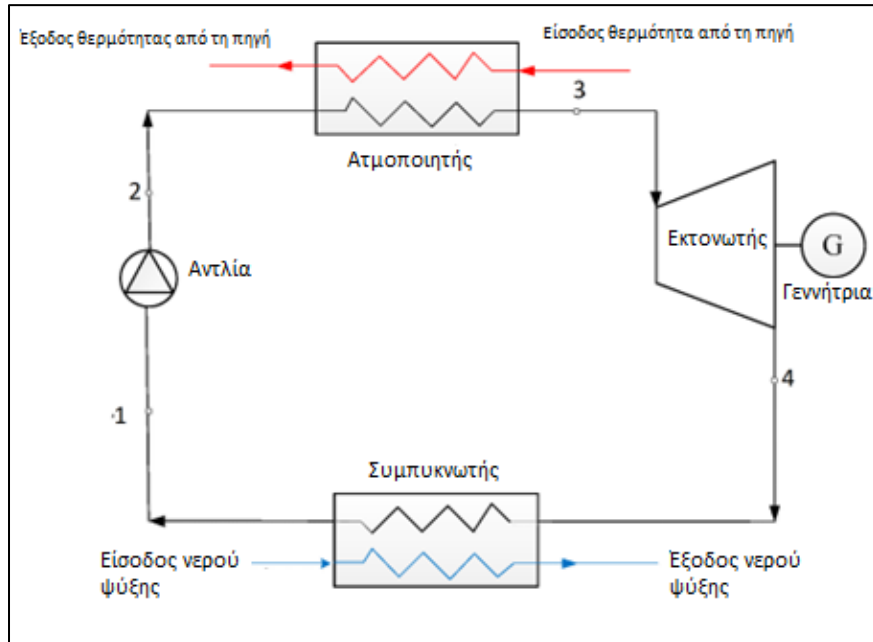 Έξοδος θερμότητας από τη πηγή
Είσοδος θερμότητα από τη πηγή
3
Ατμοποιητής
2
Αντλία
Εκτονωτής
G
Γεννήτρια
1
4
Συμπυκνωτής
Είσοδος νερού
ψύξης
Έξοδος νερού
ψύξης